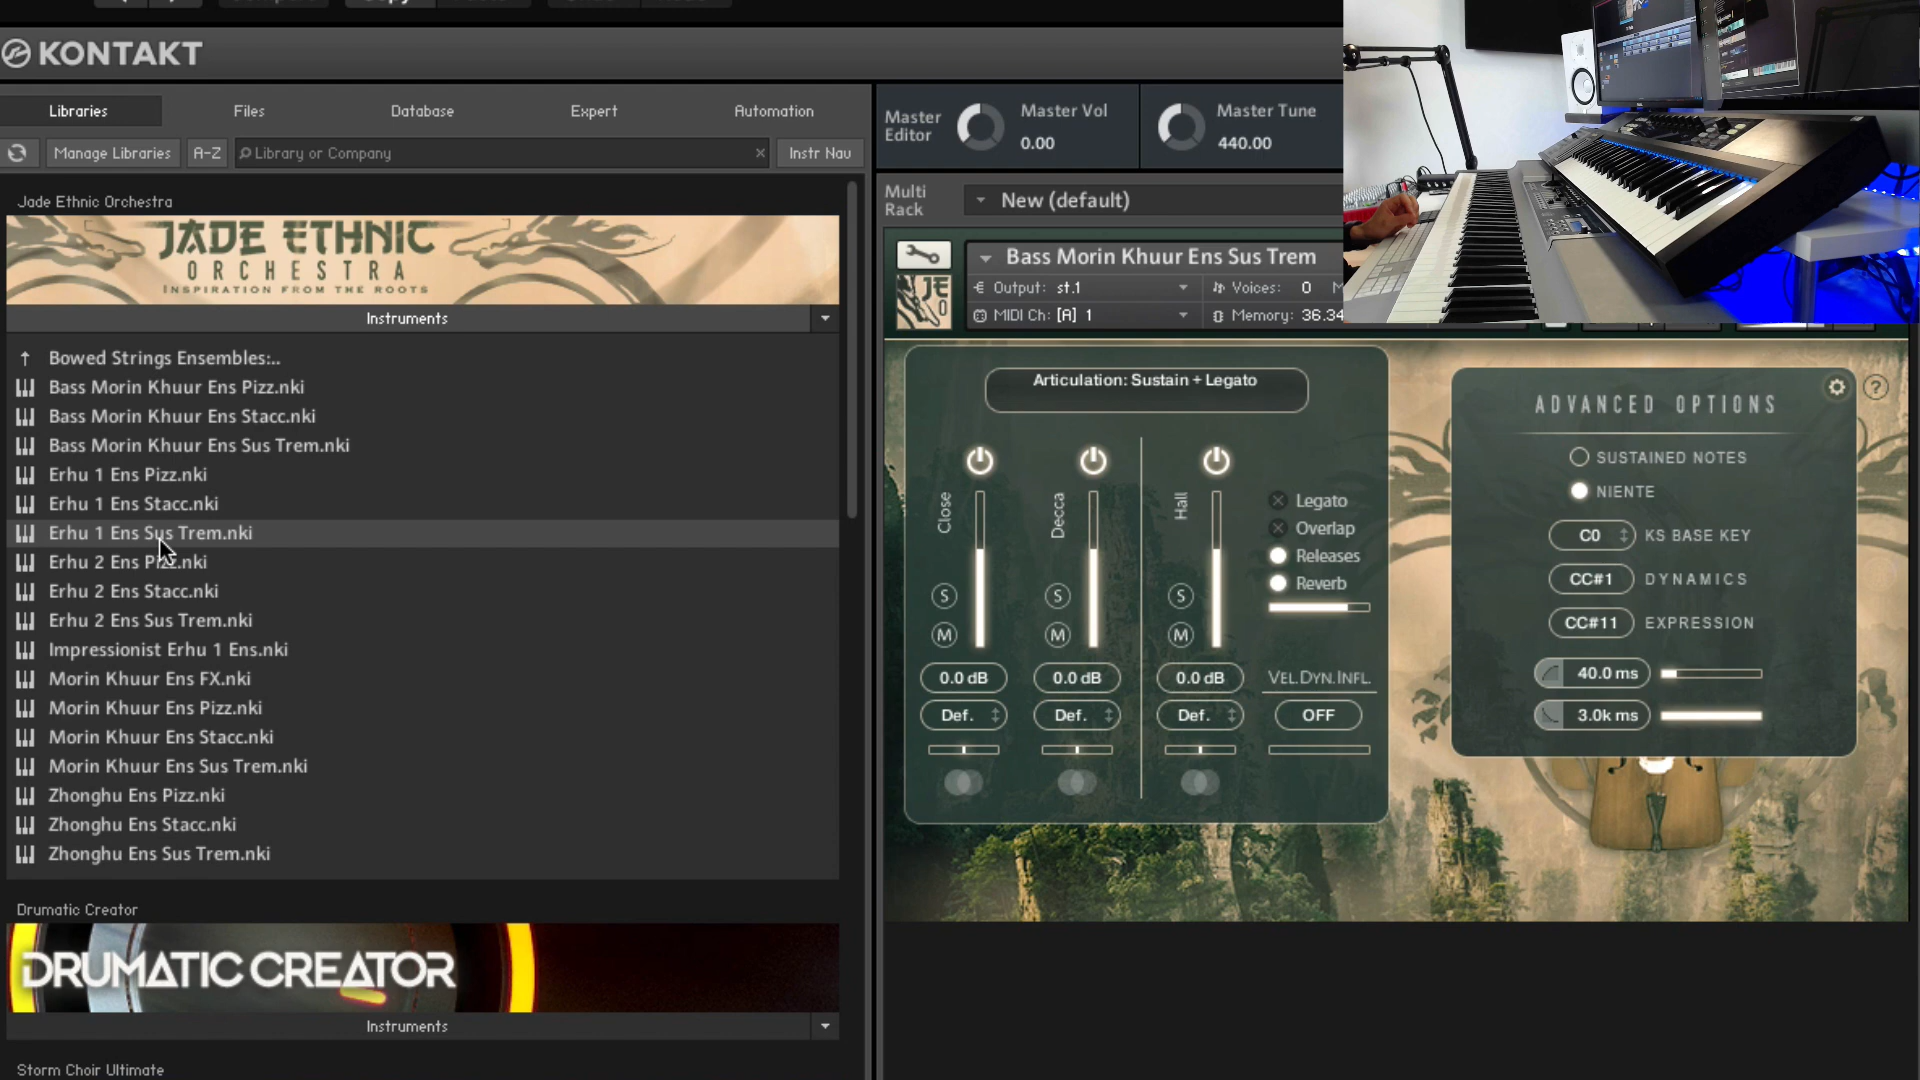 Copy
KONTAKT
Libraries
Files
Database
Expert
Automation
Manage Libraries
A-Z
Library or Company
Instr Nav
Jade Ethnic Orchestra
JADE ETHNIC
ORCHESTRA
INSPIRATION FROM THE ROOTS
Instruments
Bowed Strings Ensembles:..
Bass Morin Khuur Ens Pizz.nki
Bass Morin Khuur Ens Stacc.nki
Bass Morin Khuur Ens Sus Trem.nki
Erhu 1 Ens Pizz.nki
Erhu 1 Ens Stacc.nki
Erhu 1 Ens Sus Trem.nki
Erhu 2 Ens Pizz.nki
Erhu 2 Ens Stacc.nki
Erhu 2 Ens Sus Trem.nki
Impressionist Erhu 1 Ens.nki
Morin Khuur Ens FX.nki
Morin Khuur Ens Pizz.nki
Morin Khuur Ens Stacc.nki
Morin Khuur Ens Sus Trem.nki
Zhonghu Ens Pizz.nki
Zhonghu Ens Stacc.nki
Zhonghu Ens Sus Trem.nki
Drumatic Creator
DRUMATIC CREATOR
Instruments
Storm Choir Ultimate
Master Editor
Master Vol
0.00
Master Tune
440.00
Multi Rack
New (default)
Bass Morin Khuur Ens Sus Trem
Output: st.1
Voices: 0
MIDI Ch: [A] 1
Memory: 36.34
JE
Articulation: Sustain + Legato
Close
Decca
Hall
Legato
Overlap
Releases
Reverb
S
M
S
M
S
M
0.0 dB
0.0 dB
0.0 dB
VEL.DYN.INFL.
Def.
Def.
Def.
OFF
ADVANCED OPTIONS
?
SUSTAINED NOTES
NIENTE
C0 KS BASE KEY
CC#1 DYNAMICS
CC#11 EXPRESSION
40.0 ms
3.0k ms